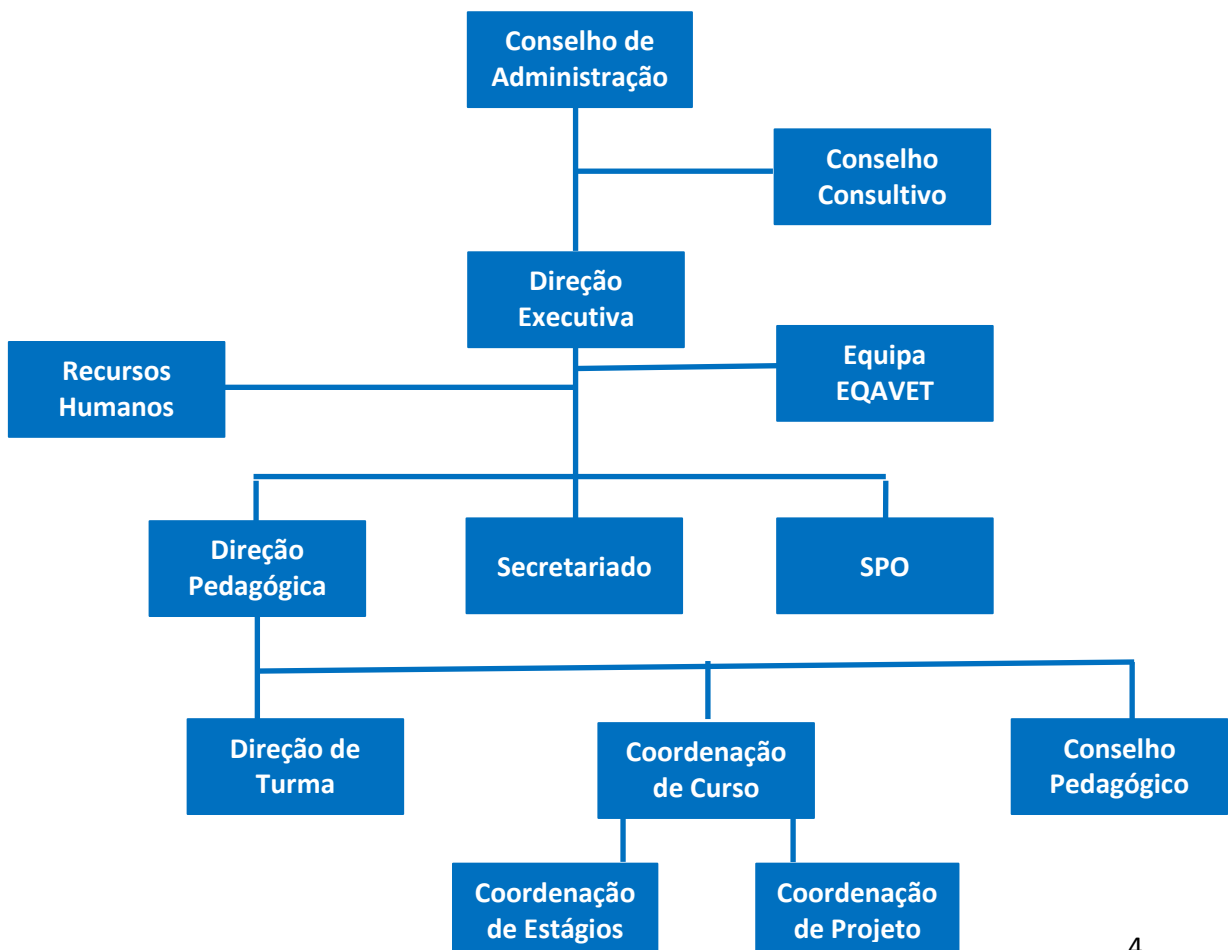 Conselho de
Administração
Conselho
Consultivo
Direção
Executiva
Recursos
Humanos
Equipa
EQAVET
Direção
Pedagógica
Secretariado
SPO
Direção de
Turma
Coordenação
de Curso
Conselho
Pedagógico
Coordenação
de Estágios
Coordenação
de Projeto
4